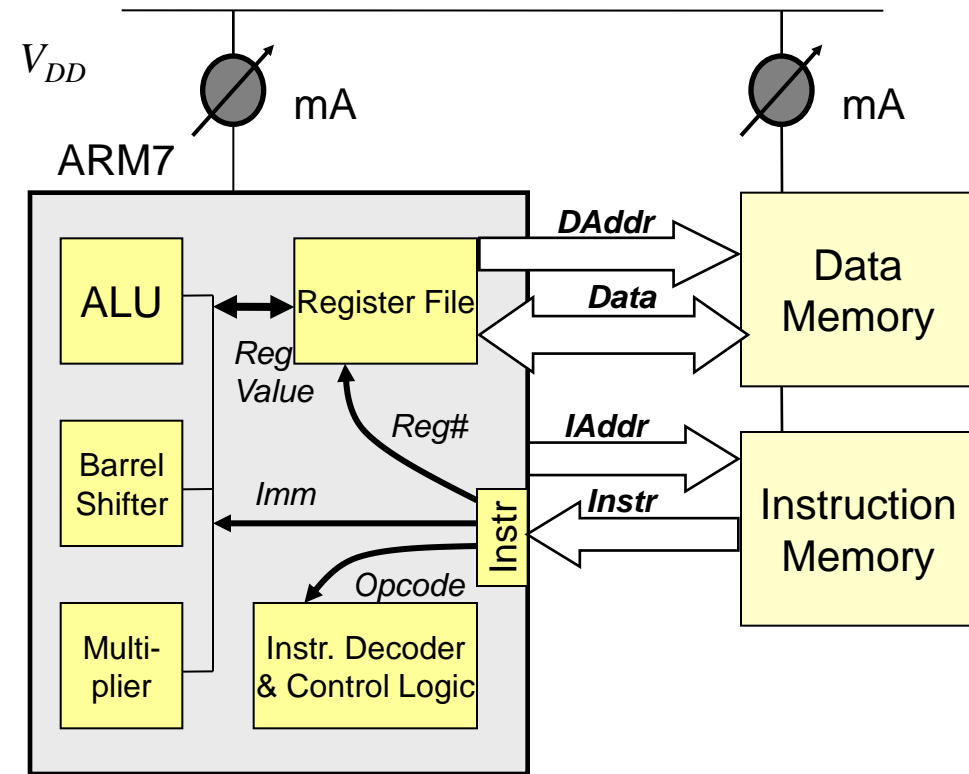 V_DD
mA
mA
ARM7
ALU
Register File
DAddr
Data
Data
Memory
Reg
Value
Reg#
IAddr
Barrel
Shifter
Imm
Instr
Instr
Instruction
Memory
Opcode
Multi-
plier
Instr. Decoder
& Control Logic